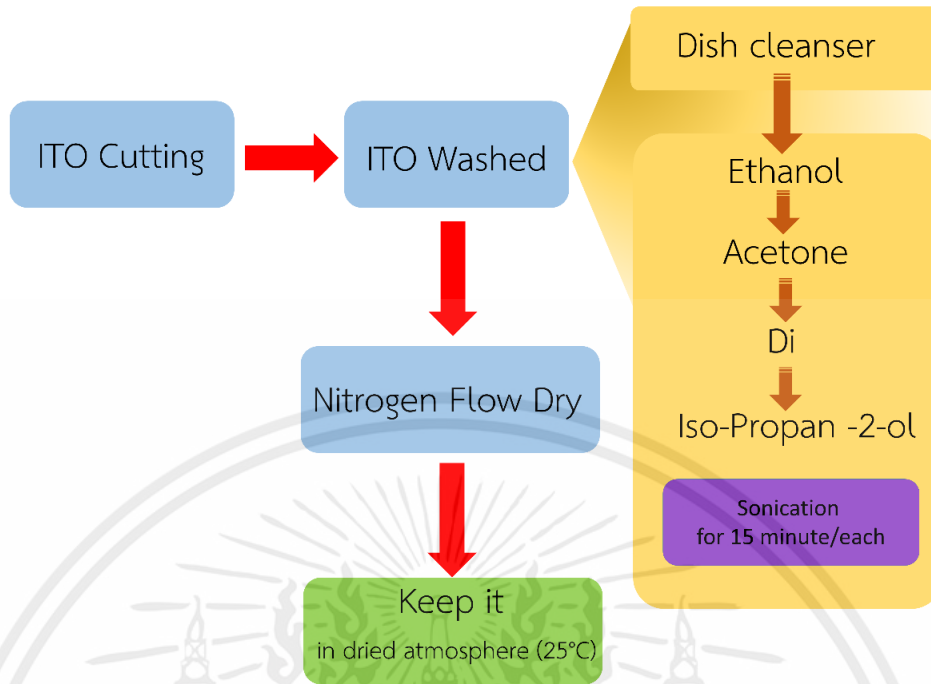 ITO Cutting
ITO Washed
Nitrogen Flow Dry
Keep it
in dried atmosphere (25°C)
Dish cleanser
Ethanol
Acetone
Di
Iso-Propan -2-ol
Sonication
for 15 minute/each